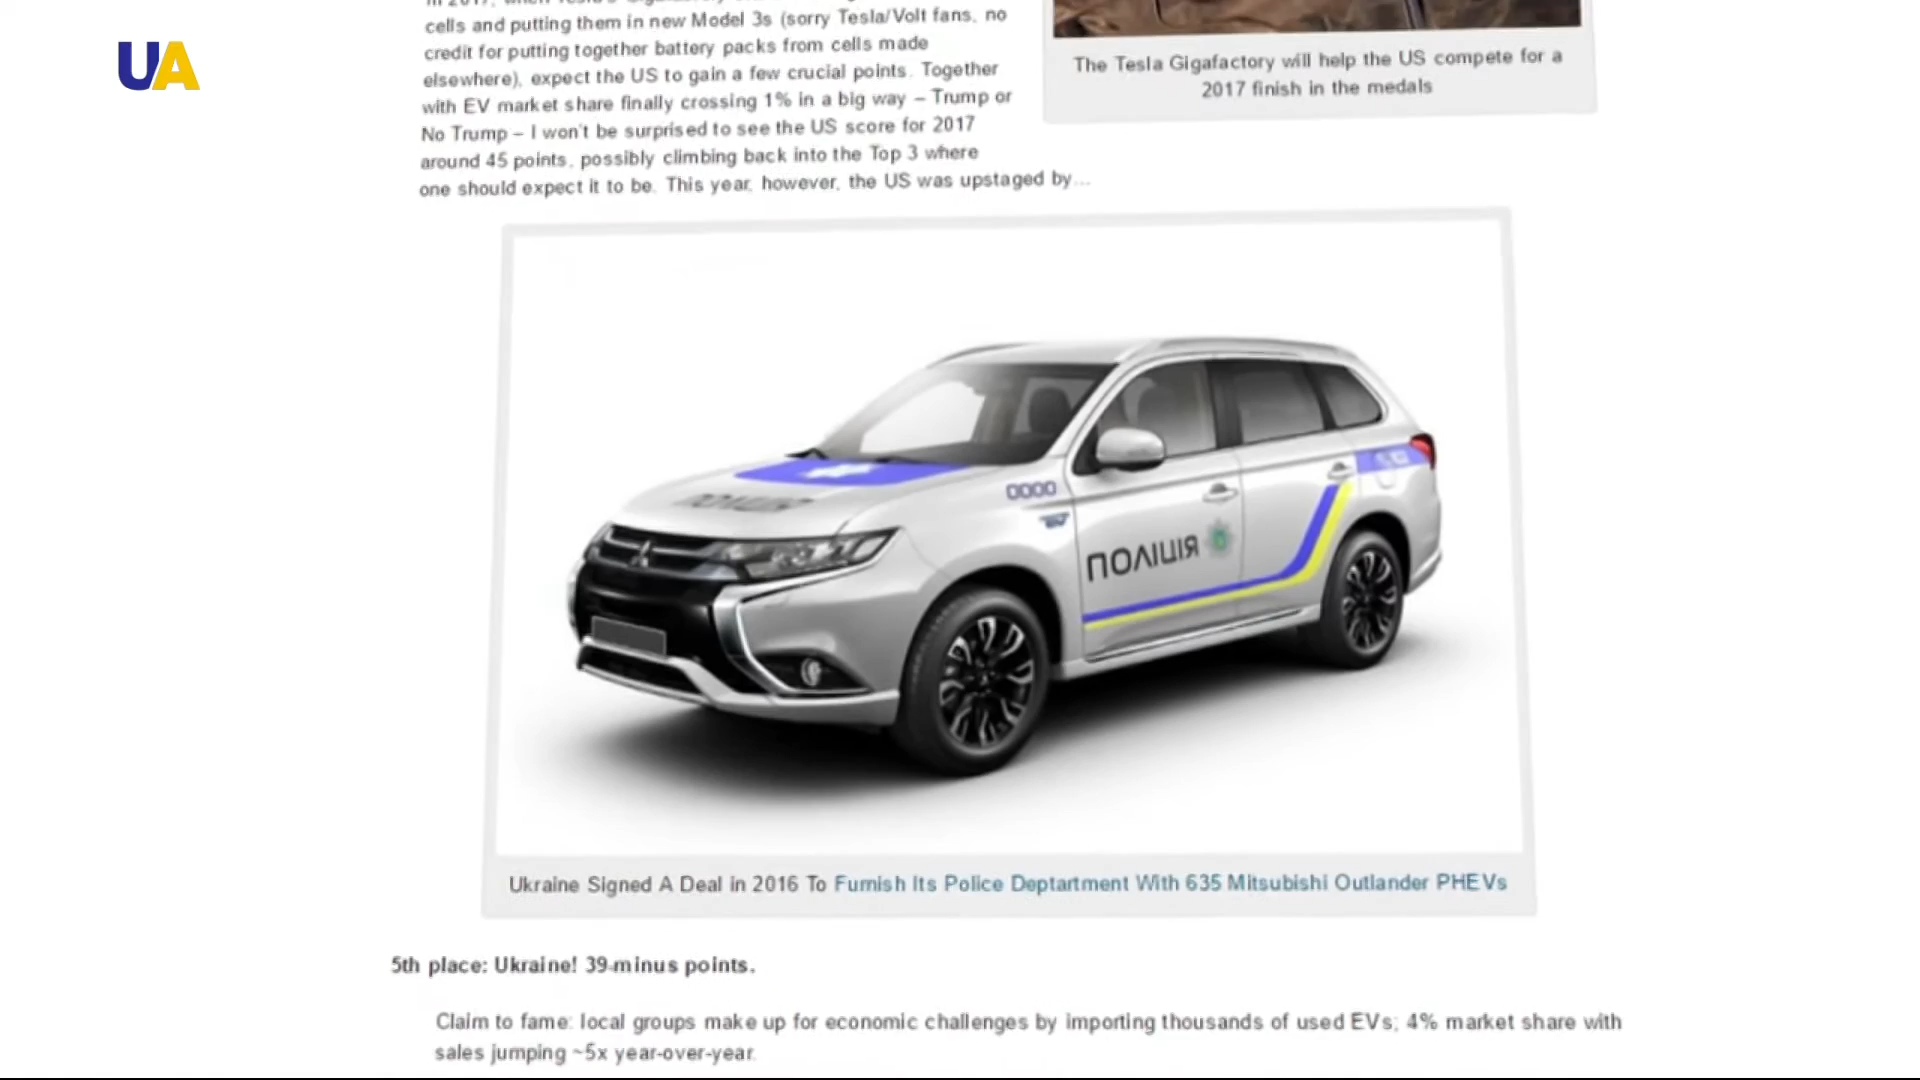 UA
cells and putting them in new Model 3s (sorry Tesla/Volt fans, no
credit for putting together battery packs from cells made
elsewhere), expect the US to gain a few crucial points. Together
with EV market share finally crossing 1% in a big way – Trump or
No Trump – I won't be surprised to see the US score for 2017
around 45 points, possibly climbing back into the Top 3 where
one should expect it to be. This year, however, the US was upstaged by...
The Tesla Gigafactory will help the US compete for a
2017 finish in the medals
ПОЛІЦІЯ
0000
ПОЛІЦІЯ
Ukraine Signed A Deal in 2016 To Furnish Its Police Deptartment With 635 Mitsubishi Outlander PHEVs
5th place: Ukraine! 39-minus points.
Claim to fame: local groups make up for economic challenges by importing thousands of used EVs; 4% market share with
sales jumping ~5x year-over-year.